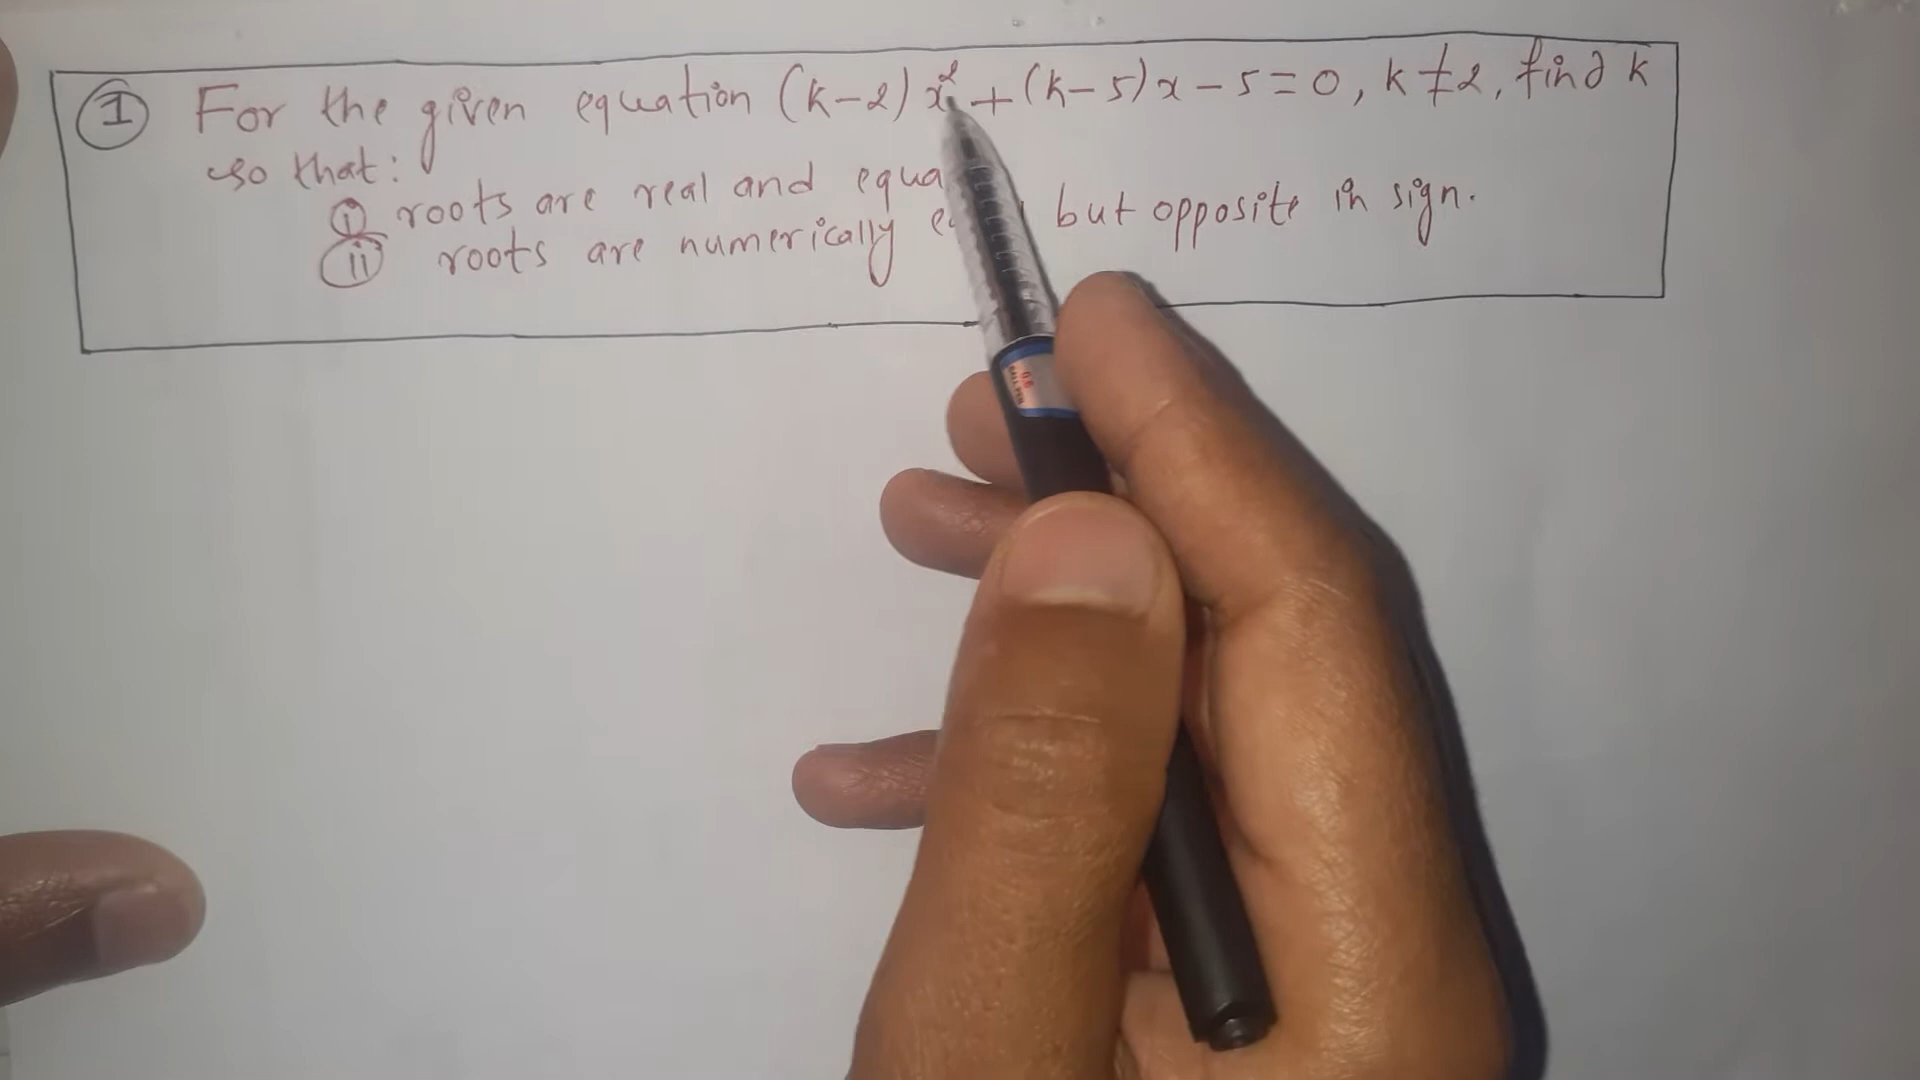 1 For the given equation (k-2)x²+(k-5)x-5=0, k≠2, find k
so that:
i roots are real and
ii roots are numerically but opposite in sign.